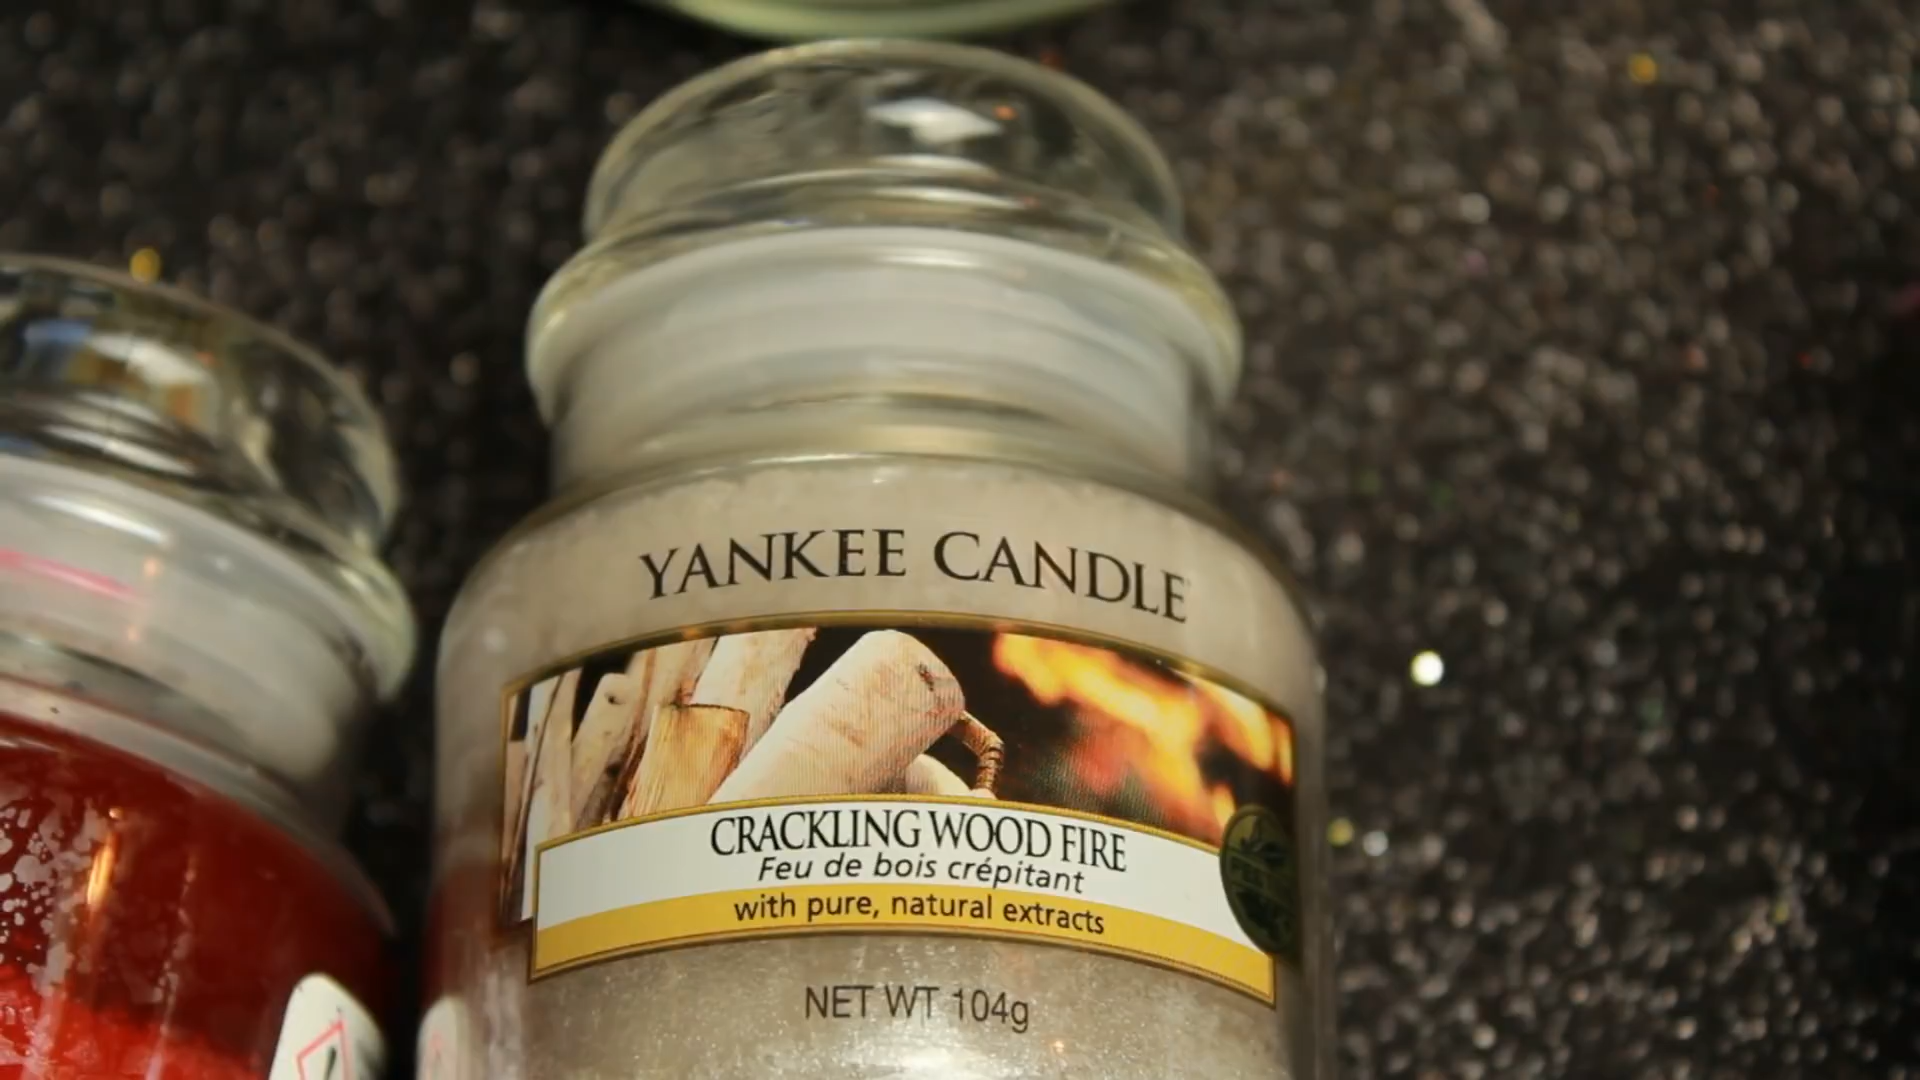 YANKEE CANDLE
CRACKLING WOOD FIRE
Feu de bois crépitant
with pure, natural extracts
NET WT 104g